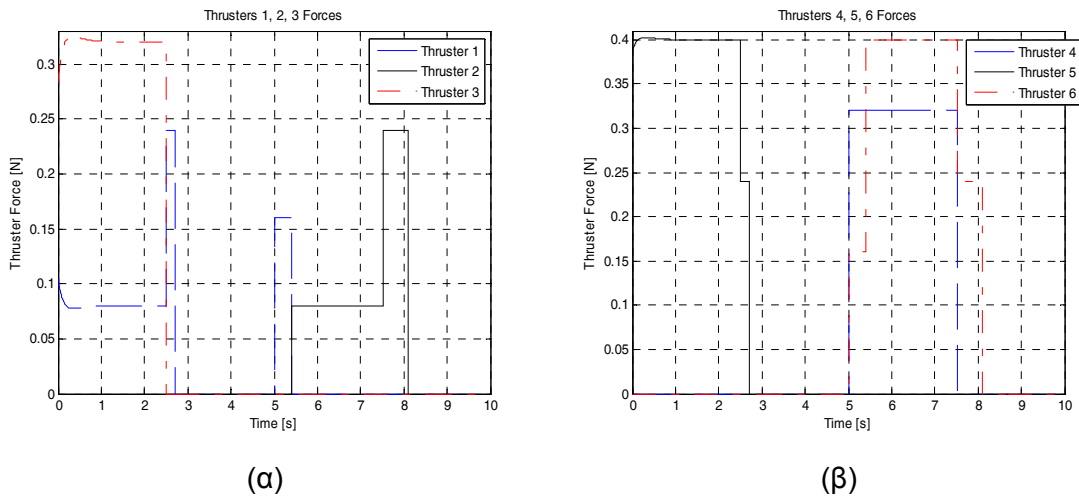 Thrusters 1, 2, 3 Forces
Thruster Force [N]
0.3
0.25
0.2
0.15
0.1
0.05
0
0 1 2 3 4 5 6 7 8 9 10
Time [s]
Thruster 1
Thruster 2
Thruster 3
(α)
Thrusters 4, 5, 6 Forces
Thruster Force [N]
0.4
0.35
0.3
0.25
0.2
0.15
0.1
0.05
0
0 1 2 3 4 5 6 7 8 9 10
Time [s]
Thruster 4
Thruster 5
Thruster 6
(β)